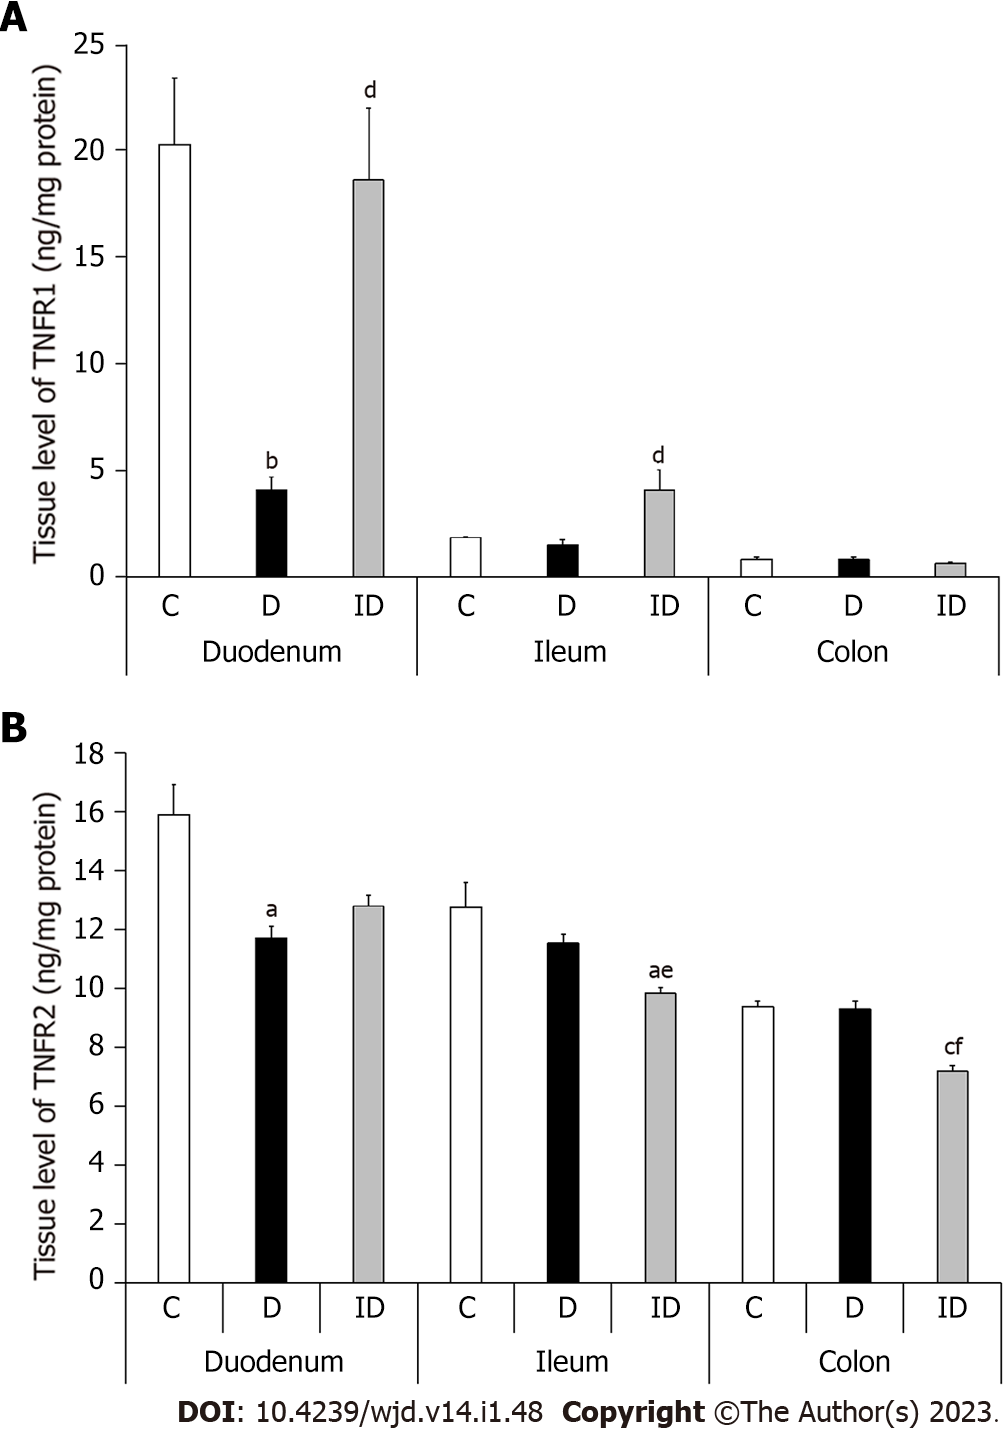 A
Tissue level of TNFR1 (ng/mg protein)
25
20
15
10
5
0
d
b
d
C D ID C D ID C D ID
Duodenum Ileum Colon
B
Tissue level of TNFR2 (ng/mg protein)
18
16
14
12
10
8
6
4
2
0
a
ae
cf
C D ID C D ID C D ID
Duodenum Ileum Colon
DOI: 10.4239/wjd.v14.i1.48 Copyright ©The Author(s) 2023.